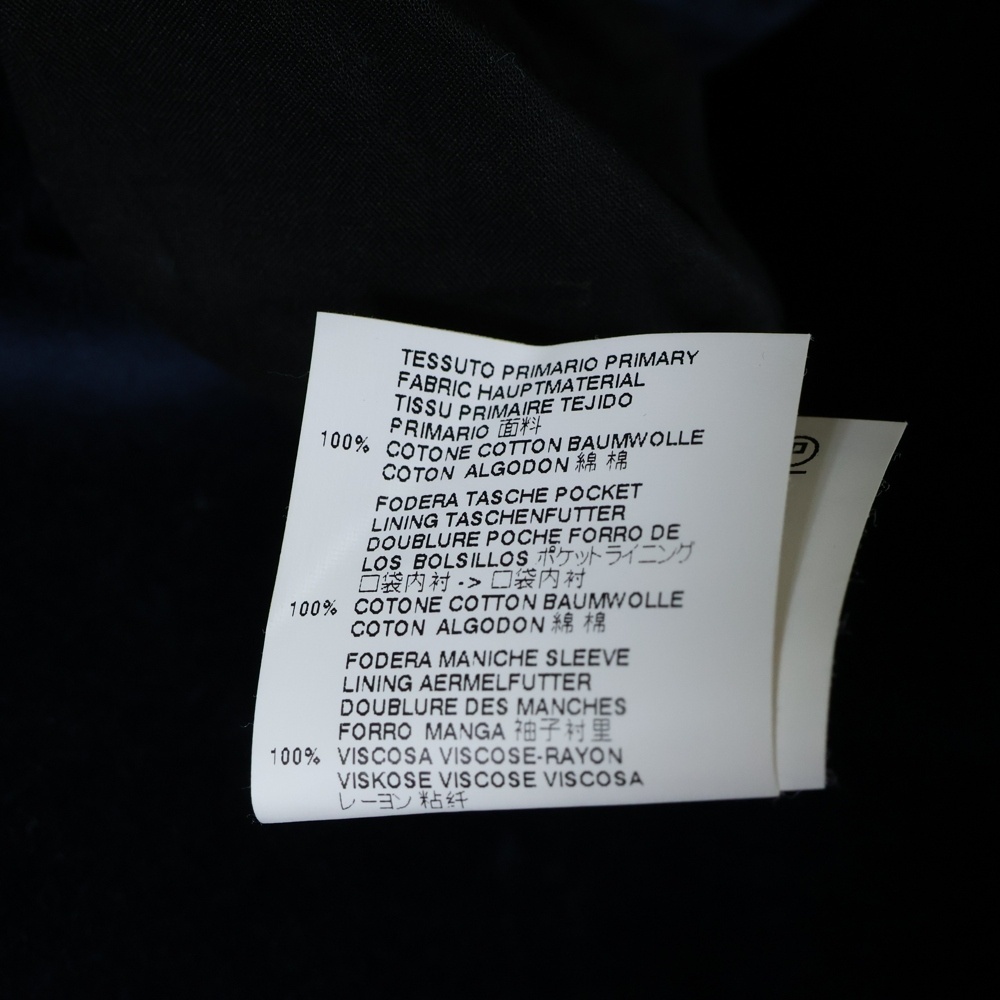 TESSUTO PRIMARIO PRIMARY
FABRIC HAUPTMATERIAL
TISSU PRIMAIRE TEJIDO
PRIMARIO 面料
100% COTONE COTTON BAUMWOLLE
COTON ALGODON 綿 棉
FODERA TASCHE POCKET
LINING TASCHENFUTTER
DOUBLURE POCHE FORRO DE
LOS BOLSILLOS ポケットライニング
口袋内衬 -> 口袋内衬
100% COTONE COTTON BAUMWOLLE
COTON ALGODON 綿 棉
FODERA MANICHE SLEEVE
LINING AERMELFUTTER
DOUBLURE DES MANCHES
FORRO MANGA 袖子衬里
100% VISCOSA VISCOSE-RAYON
VISKOSE VISCOSE VISCOSA
レーヨン 粘纤
P